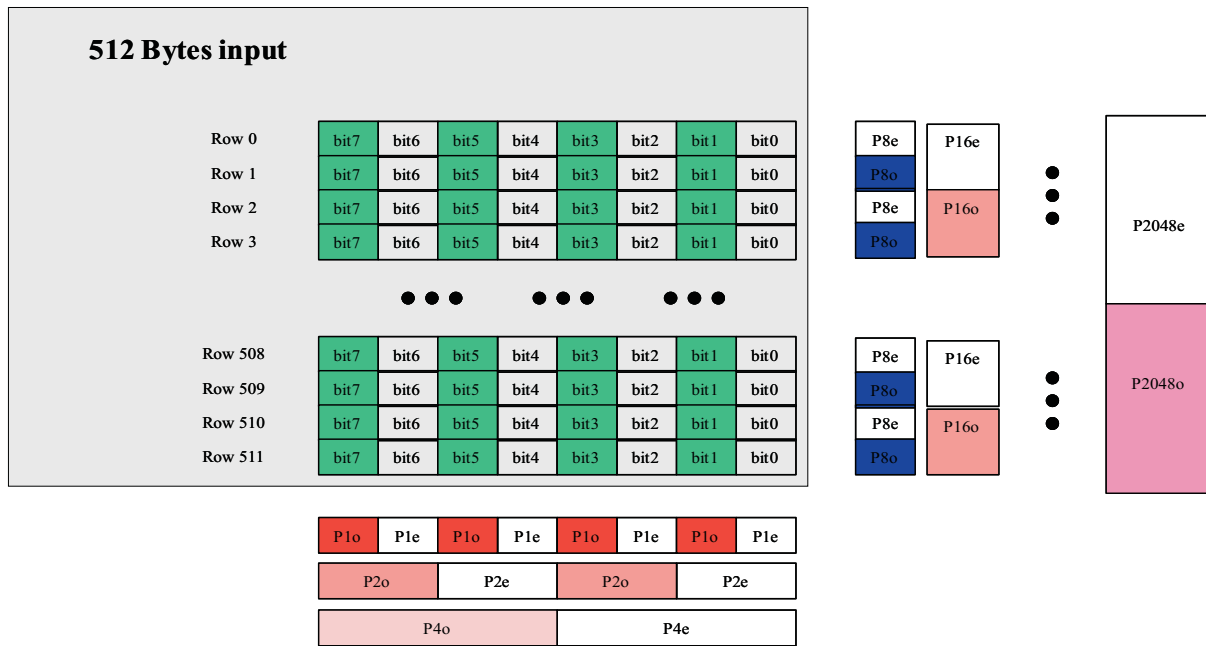 512 Bytes input
Row 0 bit7 bit6 bit5 bit4 bit3 bit2 bit1 bit0 P8e P16e
Row 1 bit7 bit6 bit5 bit4 bit3 bit2 bit1 bit0 P8o
Row 2 bit7 bit6 bit5 bit4 bit3 bit2 bit1 bit0 P8e P16o
P2048e
Row 3 bit7 bit6 bit5 bit4 bit3 bit2 bit1 bit0 P8o
Row 508 bit7 bit6 bit5 bit4 bit3 bit2 bit1 bit0 P8e P16e
Row 509 bit7 bit6 bit5 bit4 bit3 bit2 bit1 bit0 P8o P2048o
Row 510 bit7 bit6 bit5 bit4 bit3 bit2 bit1 bit0 P8e P16o
Row 511 bit7 bit6 bit5 bit4 bit3 bit2 bit1 bit0 P8o
P1o P1e P1o P1e P1o P1e P1o P1e
P2o P2e P2o P2e
P4o P4e